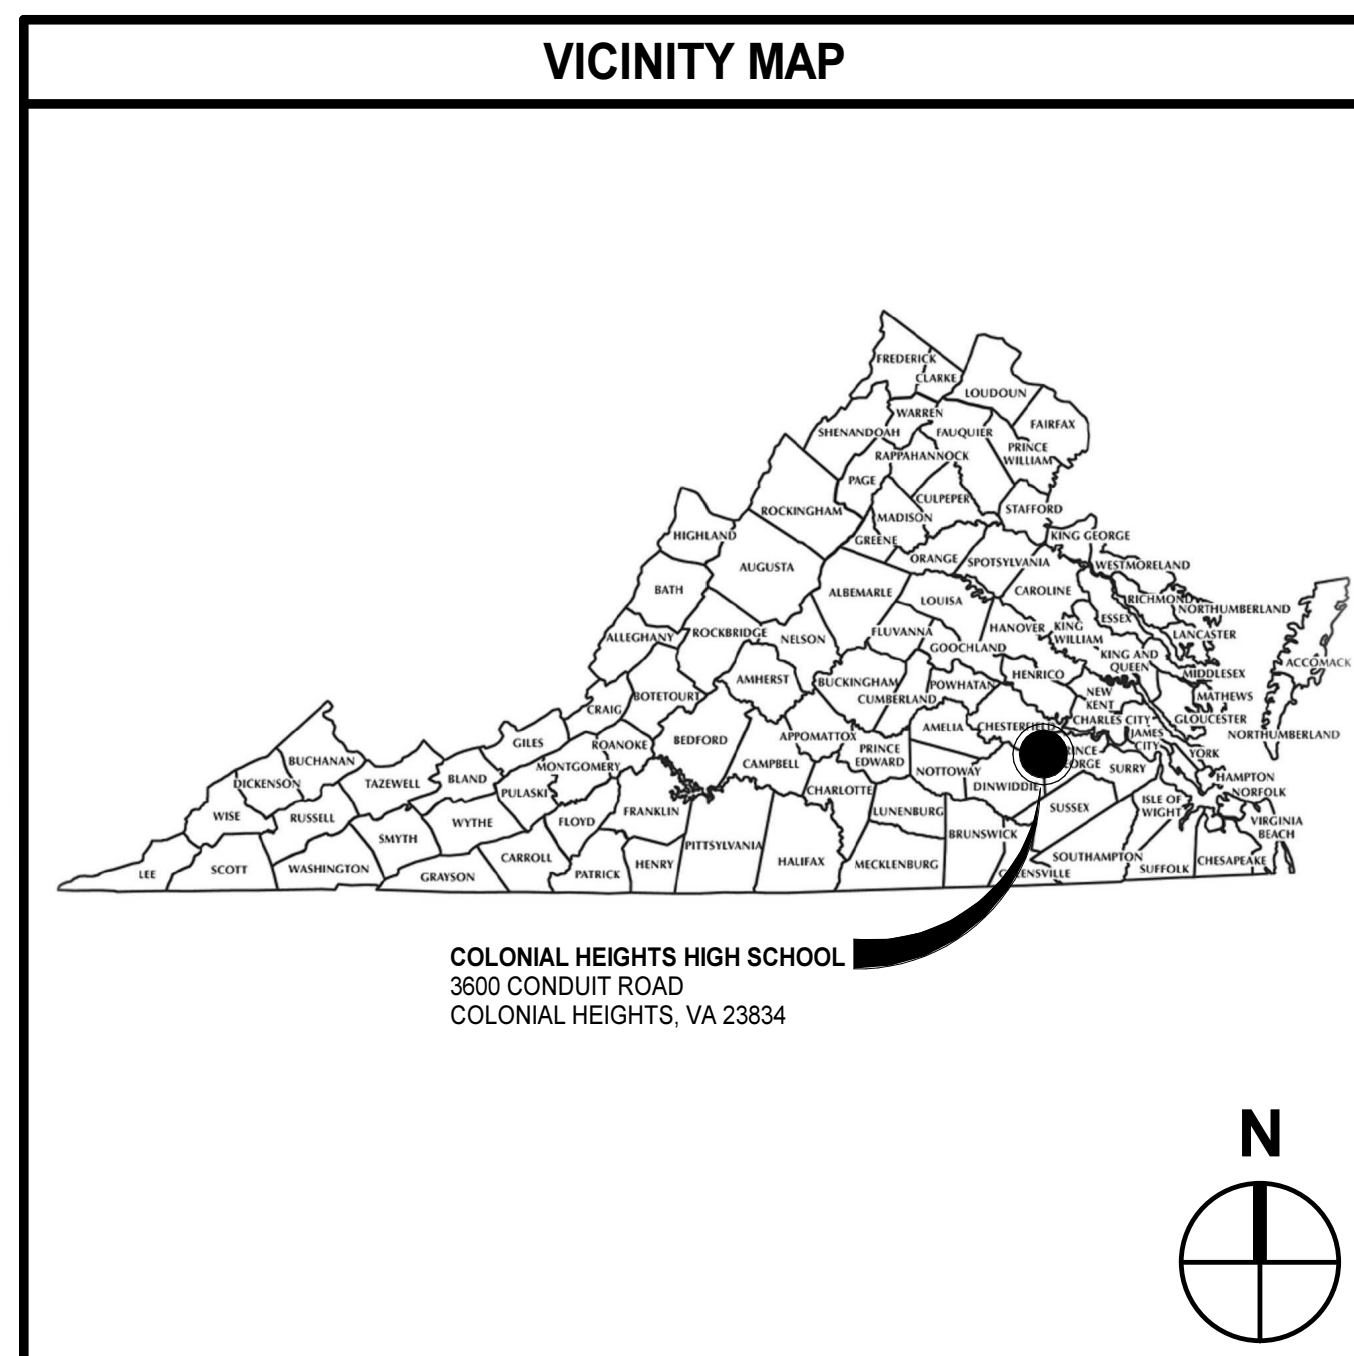 VICINITY MAP
FREDERICK
CLARKE
LOUDOUN
WARREN
FAIRFAX
SHENANDOAH
FAUQUIER
PRINCE
WILLIAM
RAPPAHANNOCK
PAGE
CULPEPER
ROCKINGHAM
MADISON
STAFFORD
HIGHLAND
GREENE
KING GEORGE
ORANGE
SPOTSYLVANIA
AUGUSTA
WESTMORELAND
BATH
ALBEMARLE
LOUISA
CAROLINE
RICHMOND
NORTHUMBERLAND
ESSEX
ALLEGHANY
ROCKBRIDGE
NELSON
FLUVANNA
HANOVER
KING
WILLIAM
LANCASTER
GOOCHLAND
KING AND
QUEEN
ACCOMACK
AMHERST
BUCKINGHAM
POWHATAN
HENRICO
MIDDLESEX
BOTETOURT
CUMBERLAND
NEW
KENT
MATHEWS
CRAIG
GLOUCESTER
CHARLES CITY
AMELIA
CHESTERFIELD
NORTHUMBERLAND
GILES
ROANOKE
BEDFORD
APPOMATTOX
JAMES
CITY
PRINCE
EDWARD
YORK
BUCHANAN
MONTGOMERY
CAMPBELL
NOTTOWAY
SURRY
DICKENSON
TAZEWELL
BLAND
HAMPTON
PULASKI
CHARLOTTE
DINWIDDIE
NORFOLK
WISE
RUSSELL
WYTHE
FLOYD
FRANKLIN
LUNENBURG
SUSSEX
ISLE OF
WIGHT
VIRGINIA
BEACH
SMYTH
BRUNSWICK
PITTSYLVANIA
LEE
SCOTT
WASHINGTON
GRAYSON
CARROLL
PATRICK
HENRY
HALIFAX
MECKLENBURG
SOUTHAMPTON
SUFFOLK
CHESAPEAKE
COLONIAL HEIGHTS HIGH SCHOOL
3600 CONDUIT ROAD
COLONIAL HEIGHTS, VA 23834
N